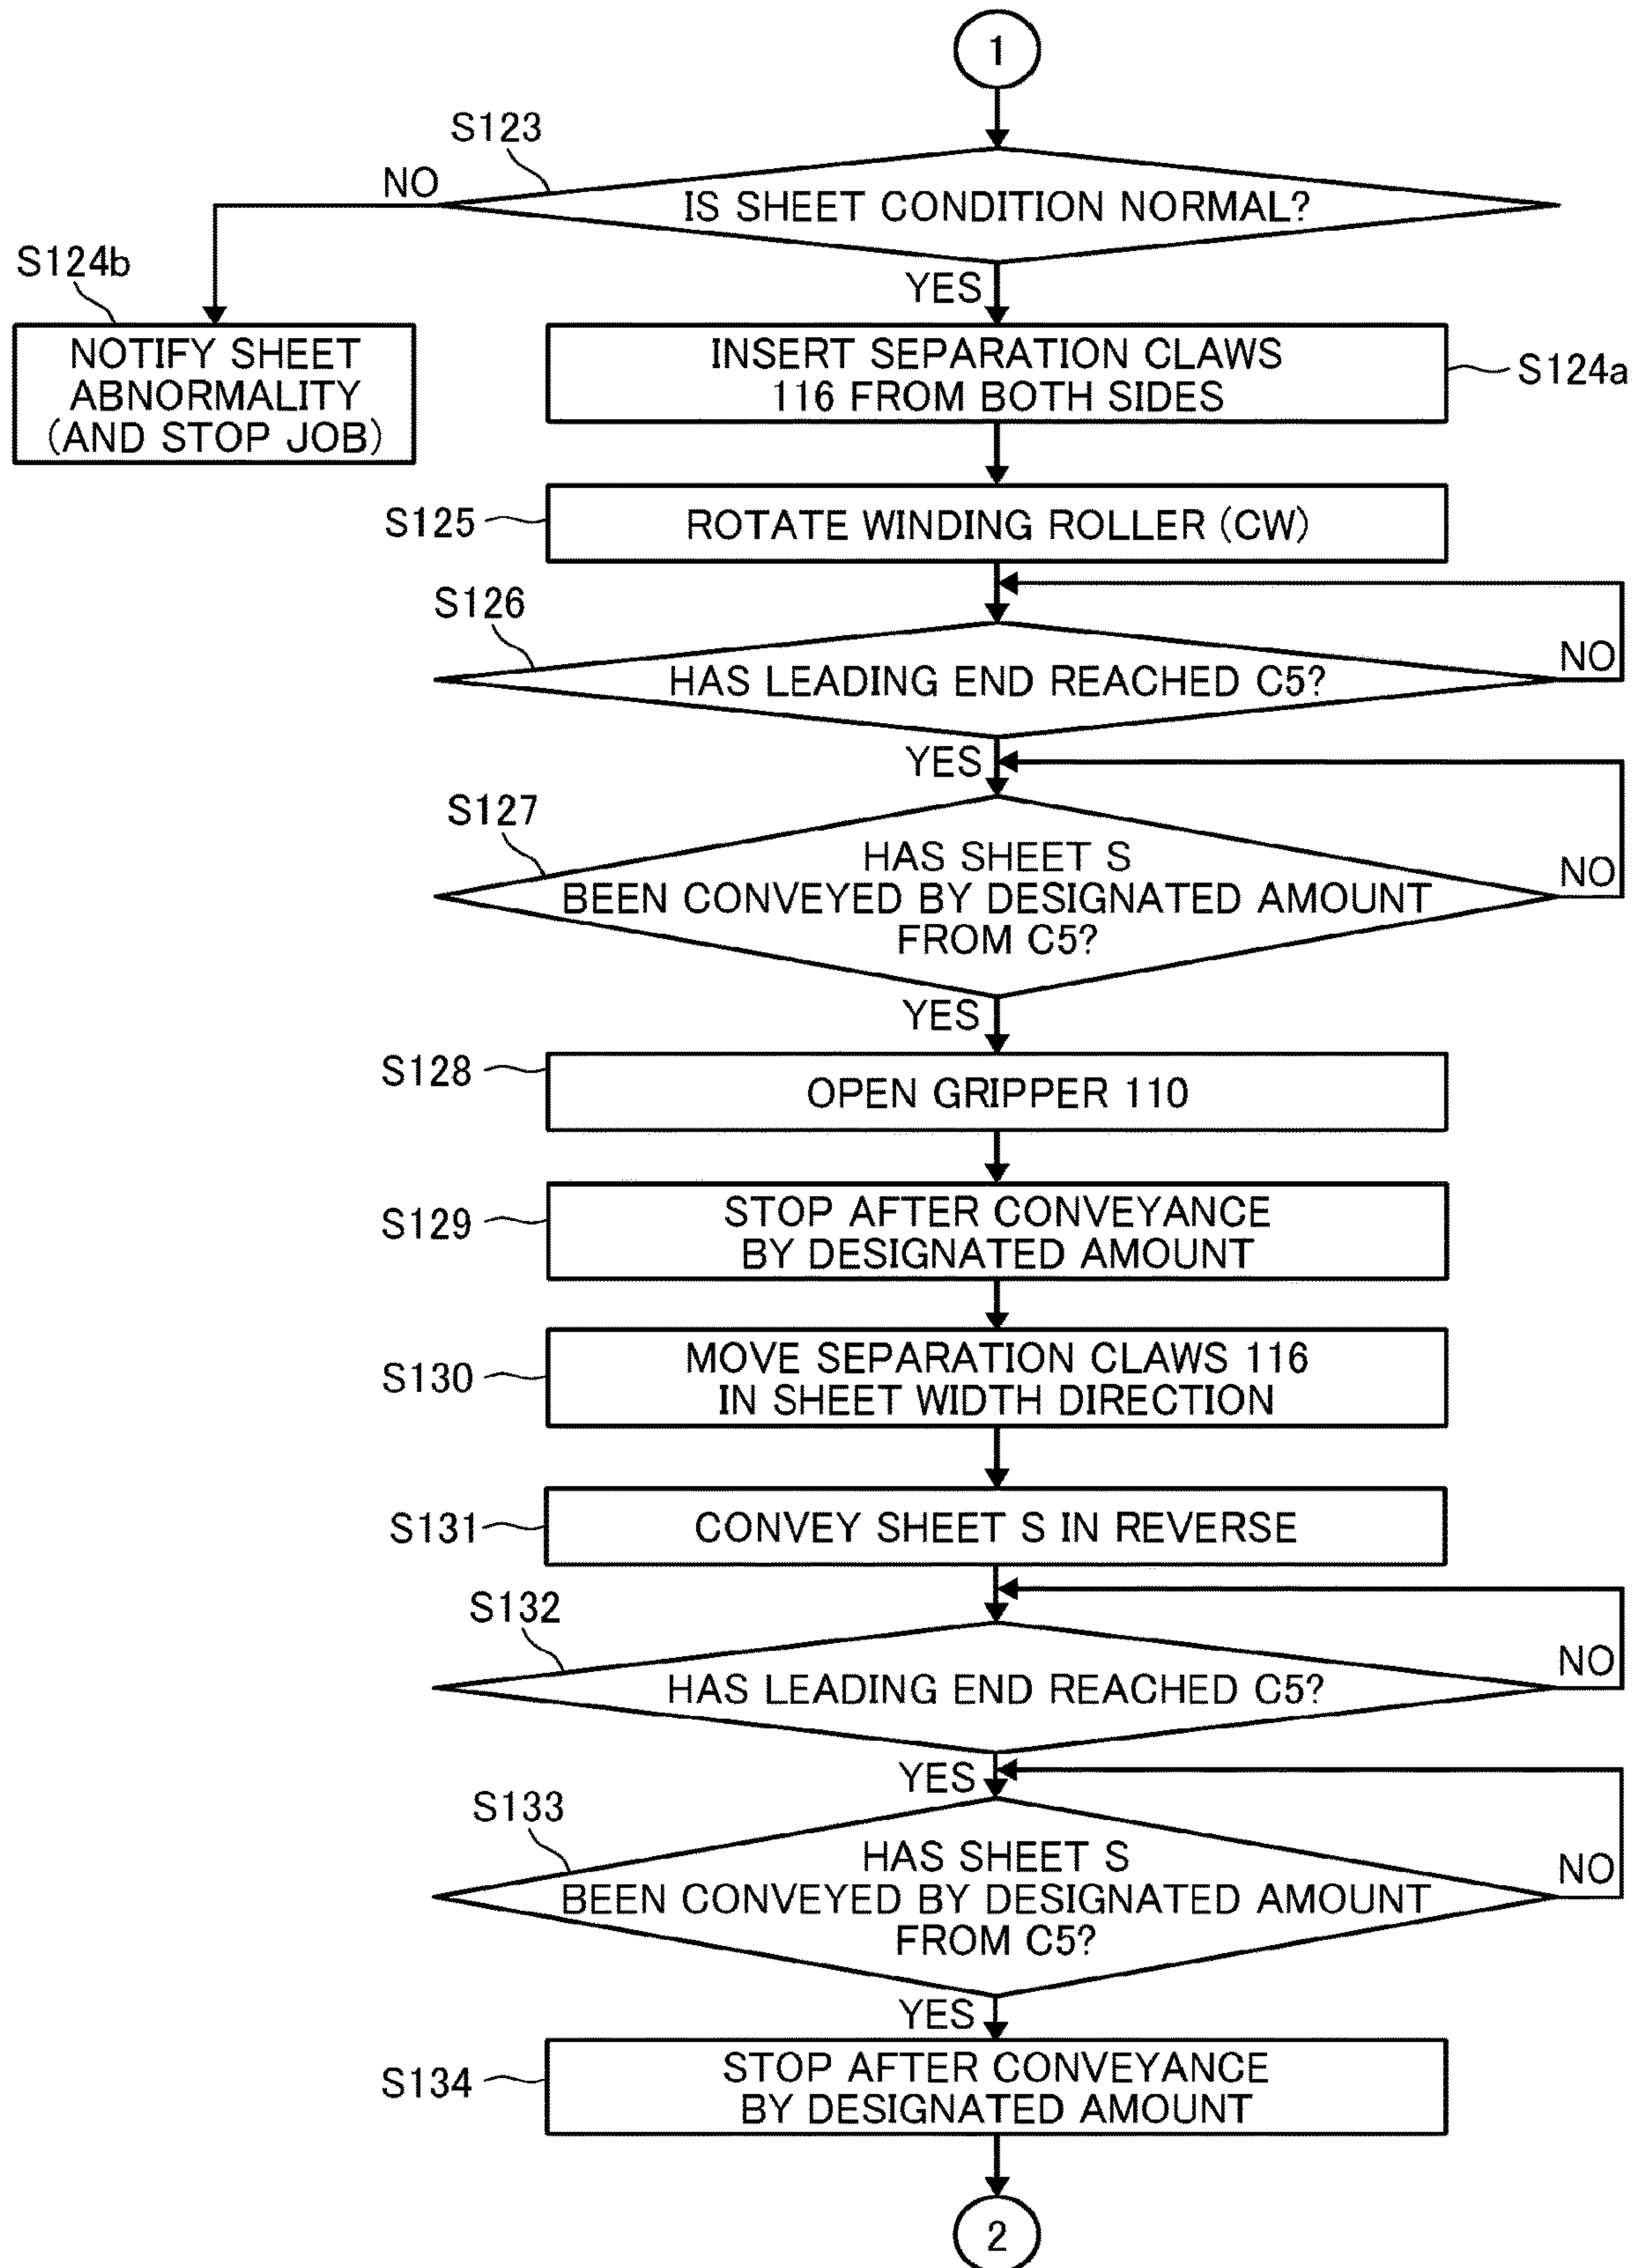 1
S123
NO
IS SHEET CONDITION NORMAL?
S124b
YES
NOTIFY SHEET
ABNORMALITY
(AND STOP JOB)
INSERT SEPARATION CLAWS
116 FROM BOTH SIDES
S124a
S125
ROTATE WINDING ROLLER (CW)
S126
NO
HAS LEADING END REACHED C5?
YES
S127
HAS SHEET S
NO
BEEN CONVEYED BY DESIGNATED AMOUNT
FROM C5?
YES
S128
OPEN GRIPPER 110
S129
STOP AFTER CONVEYANCE
BY DESIGNATED AMOUNT
S130
MOVE SEPARATION CLAWS 116
IN SHEET WIDTH DIRECTION
S131
CONVEY SHEET S IN REVERSE
S132
NO
HAS LEADING END REACHED C5?
YES
S133
HAS SHEET S
NO
BEEN CONVEYED BY DESIGNATED AMOUNT
FROM C5?
YES
S134
STOP AFTER CONVEYANCE
BY DESIGNATED AMOUNT
2